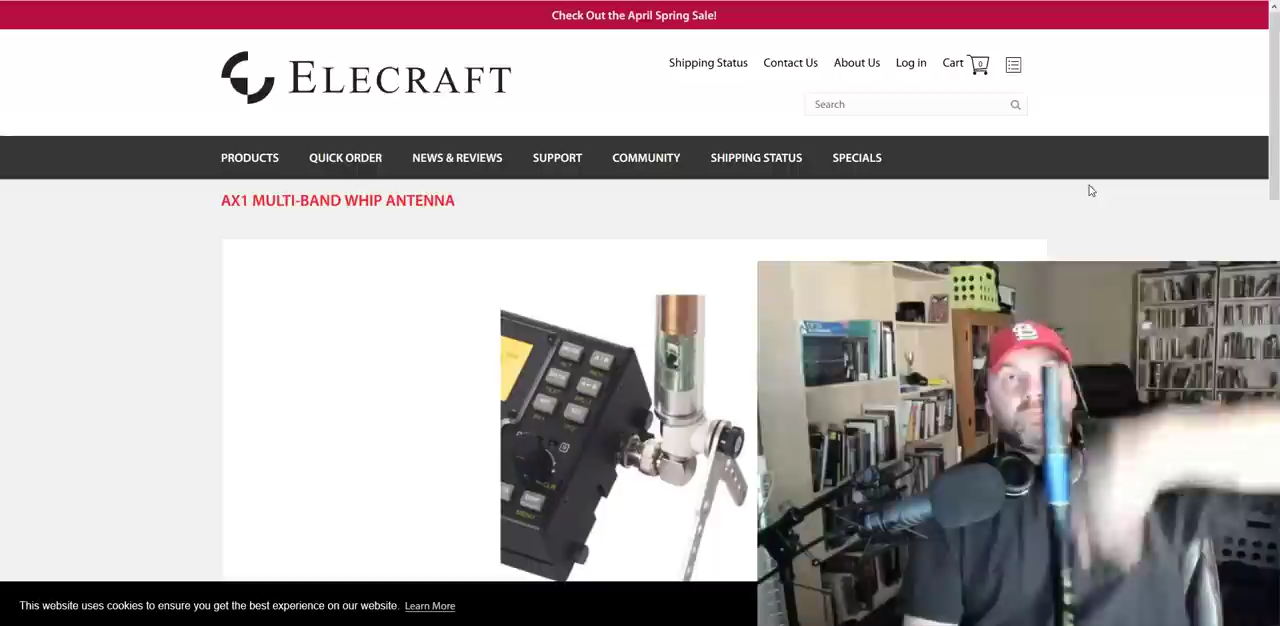 Check Out the April Spring Sale!
ELECRAFT
Shipping Status Contact Us About Us Log in Cart 0
Search
PRODUCTS QUICK ORDER NEWS & REVIEWS SUPPORT COMMUNITY SHIPPING STATUS SPECIALS
AX1 MULTI-BAND WHIP ANTENNA
This website uses cookies to ensure you get the best experience on our website. Learn More